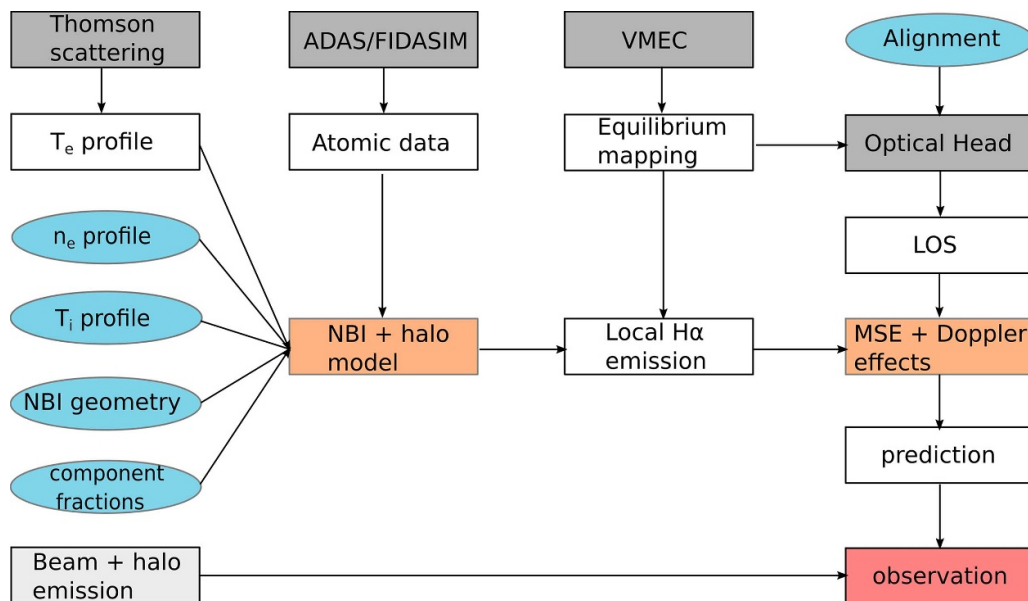 Thomson
scattering
ADAS/FIDASIM
VMEC
Alignment
Tₑ profile
Atomic data
Equilibrium
mapping
Optical Head
nₑ profile
LOS
Tᵢ profile
NBI + halo
model
Local Hα
emission
MSE + Doppler
effects
NBI geometry
prediction
component
fractions
Beam + halo
emission
observation